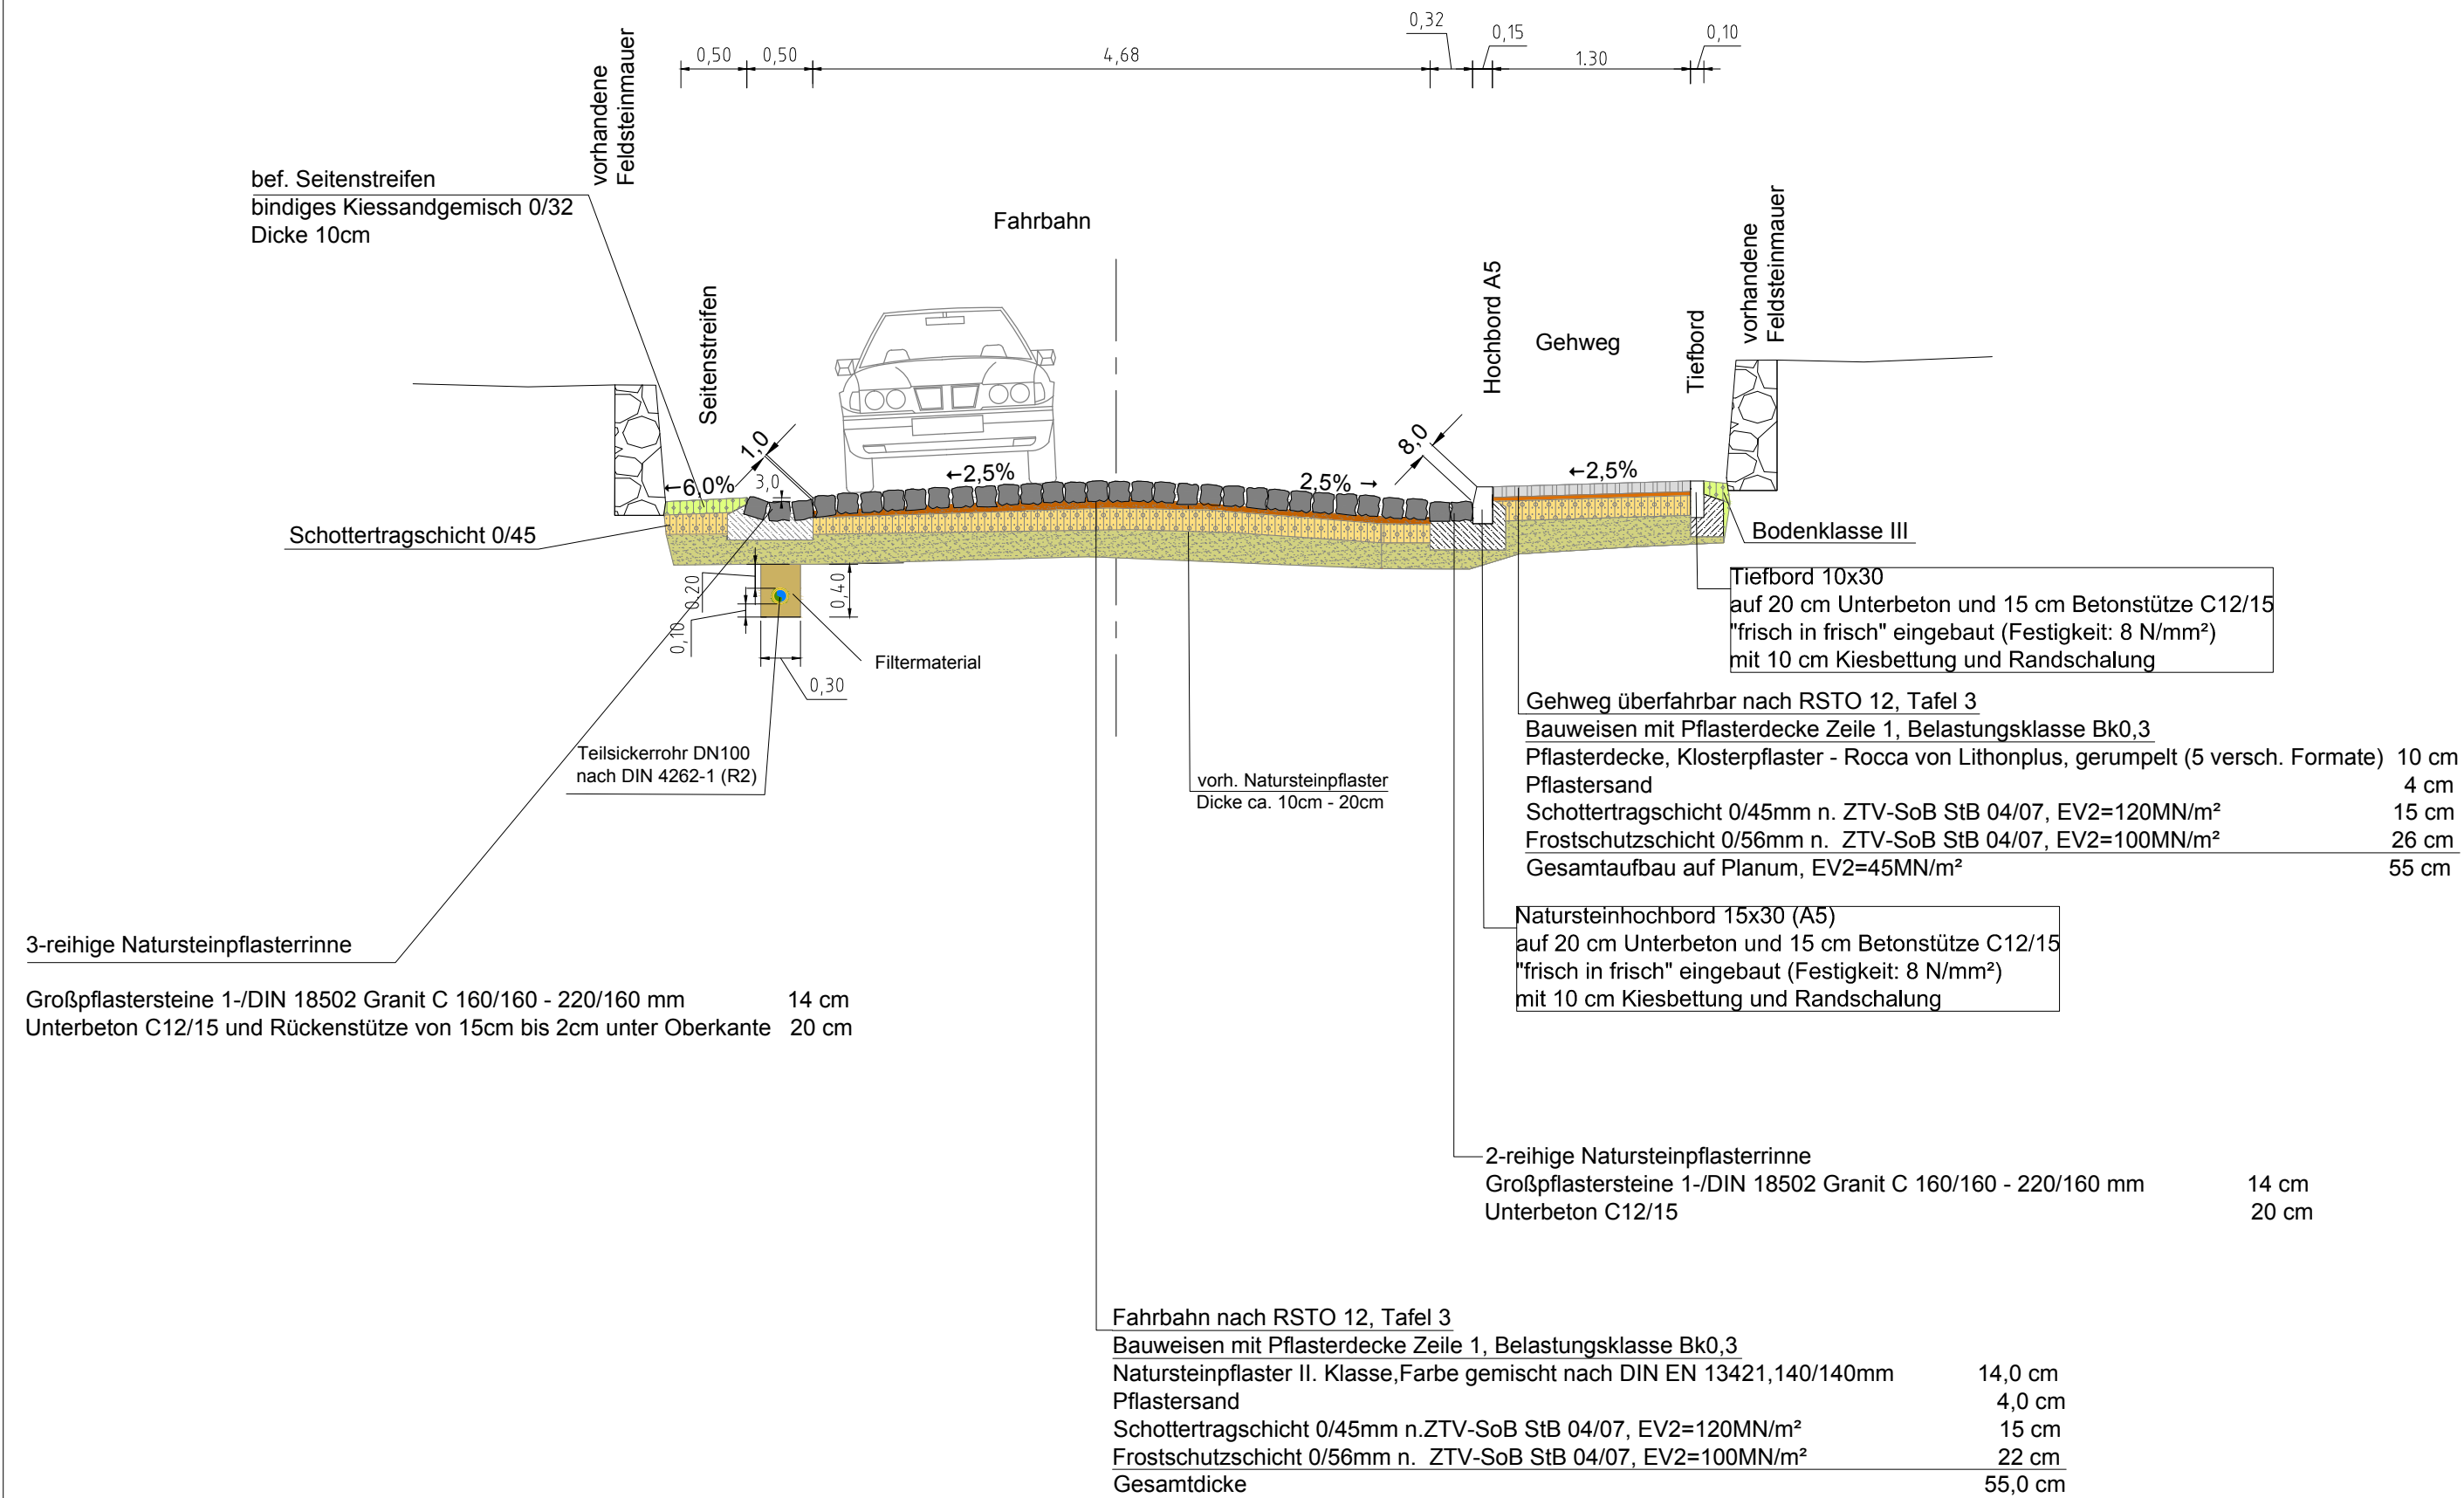 0,50
0,50
4,68
0,32
0,15
1.30
0,10
vorhandene
Feldsteinmauer
bef. Seitenstreifen
bindiges Kiessandgemisch 0/32
Dicke 10cm
Fahrbahn
Seitenstreifen
Hochbord A5
Gehweg
Tiefbord
vorhandene
Feldsteinmauer
1,0
8,0
←6,0%
3,0
←2,5%
2,5% →
←2,5%
Schottertragschicht 0/45
Bodenklasse III
0,20
0,10
0,40
0,30
Filtermaterial
Teilsickerrohr DN100
nach DIN 4262-1 (R2)
vorh. Natursteinpflaster
Dicke ca. 10cm - 20cm
Tiefbord 10x30
auf 20 cm Unterbeton und 15 cm Betonstütze C12/15
"frisch in frisch" eingebaut (Festigkeit: 8 N/mm²)
mit 10 cm Kiesbettung und Randschalung
Gehweg überfahrbar nach RSTO 12, Tafel 3
Bauweisen mit Pflasterdecke Zeile 1, Belastungsklasse Bk0,3
Pflasterdecke, Klosterpflaster - Rocca von Lithonplus, gerumpelt (5 versch. Formate) 10 cm
Pflastersand 4 cm
Schottertragschicht 0/45mm n. ZTV-SoB StB 04/07, EV2=120MN/m² 15 cm
Frostschutzschicht 0/56mm n. ZTV-SoB StB 04/07, EV2=100MN/m² 26 cm
Gesamtaufbau auf Planum, EV2=45MN/m² 55 cm
Natursteinhochbord 15x30 (A5)
auf 20 cm Unterbeton und 15 cm Betonstütze C12/15
"frisch in frisch" eingebaut (Festigkeit: 8 N/mm²)
mit 10 cm Kiesbettung und Randschalung
3-reihige Natursteinpflasterrinne
Großpflastersteine 1-/DIN 18502 Granit C 160/160 - 220/160 mm 14 cm
Unterbeton C12/15 und Rückenstütze von 15cm bis 2cm unter Oberkante 20 cm
2-reihige Natursteinpflasterrinne
Großpflastersteine 1-/DIN 18502 Granit C 160/160 - 220/160 mm 14 cm
Unterbeton C12/15 20 cm
Fahrbahn nach RSTO 12, Tafel 3
Bauweisen mit Pflasterdecke Zeile 1, Belastungsklasse Bk0,3
Natursteinpflaster II. Klasse,Farbe gemischt nach DIN EN 13421,140/140mm 14,0 cm
Pflastersand 4,0 cm
Schottertragschicht 0/45mm n.ZTV-SoB StB 04/07, EV2=120MN/m² 15 cm
Frostschutzschicht 0/56mm n. ZTV-SoB StB 04/07, EV2=100MN/m² 22 cm
Gesamtdicke 55,0 cm